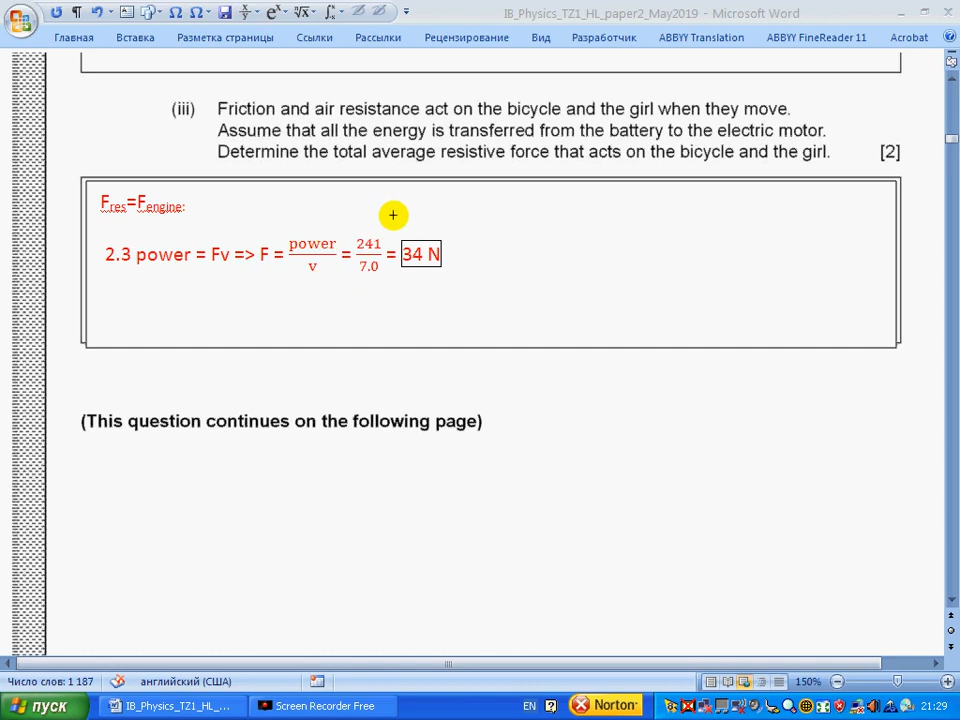 IB_Physics_TZ1_HL_paper2_May2019 - Microsoft Word
Главная Вставка Разметка страницы Ссылки Рассылки Рецензирование Вид Разработчик ABBYY Translation ABBYY FineReader 11 Acrobat
(iii) Friction and air resistance act on the bicycle and the girl when they move.
Assume that all the energy is transferred from the battery to the electric motor.
Determine the total average resistive force that acts on the bicycle and the girl. [2]
F_res=F_engine:
2.3 power = Fv => F = power/v = 241/7.0 = 34 N
(This question continues on the following page)
Число слов: 1 187 английский (США) 150%
пуск IB_Physics_TZ1_HL_... Screen Recorder Free EN Norton 21:29